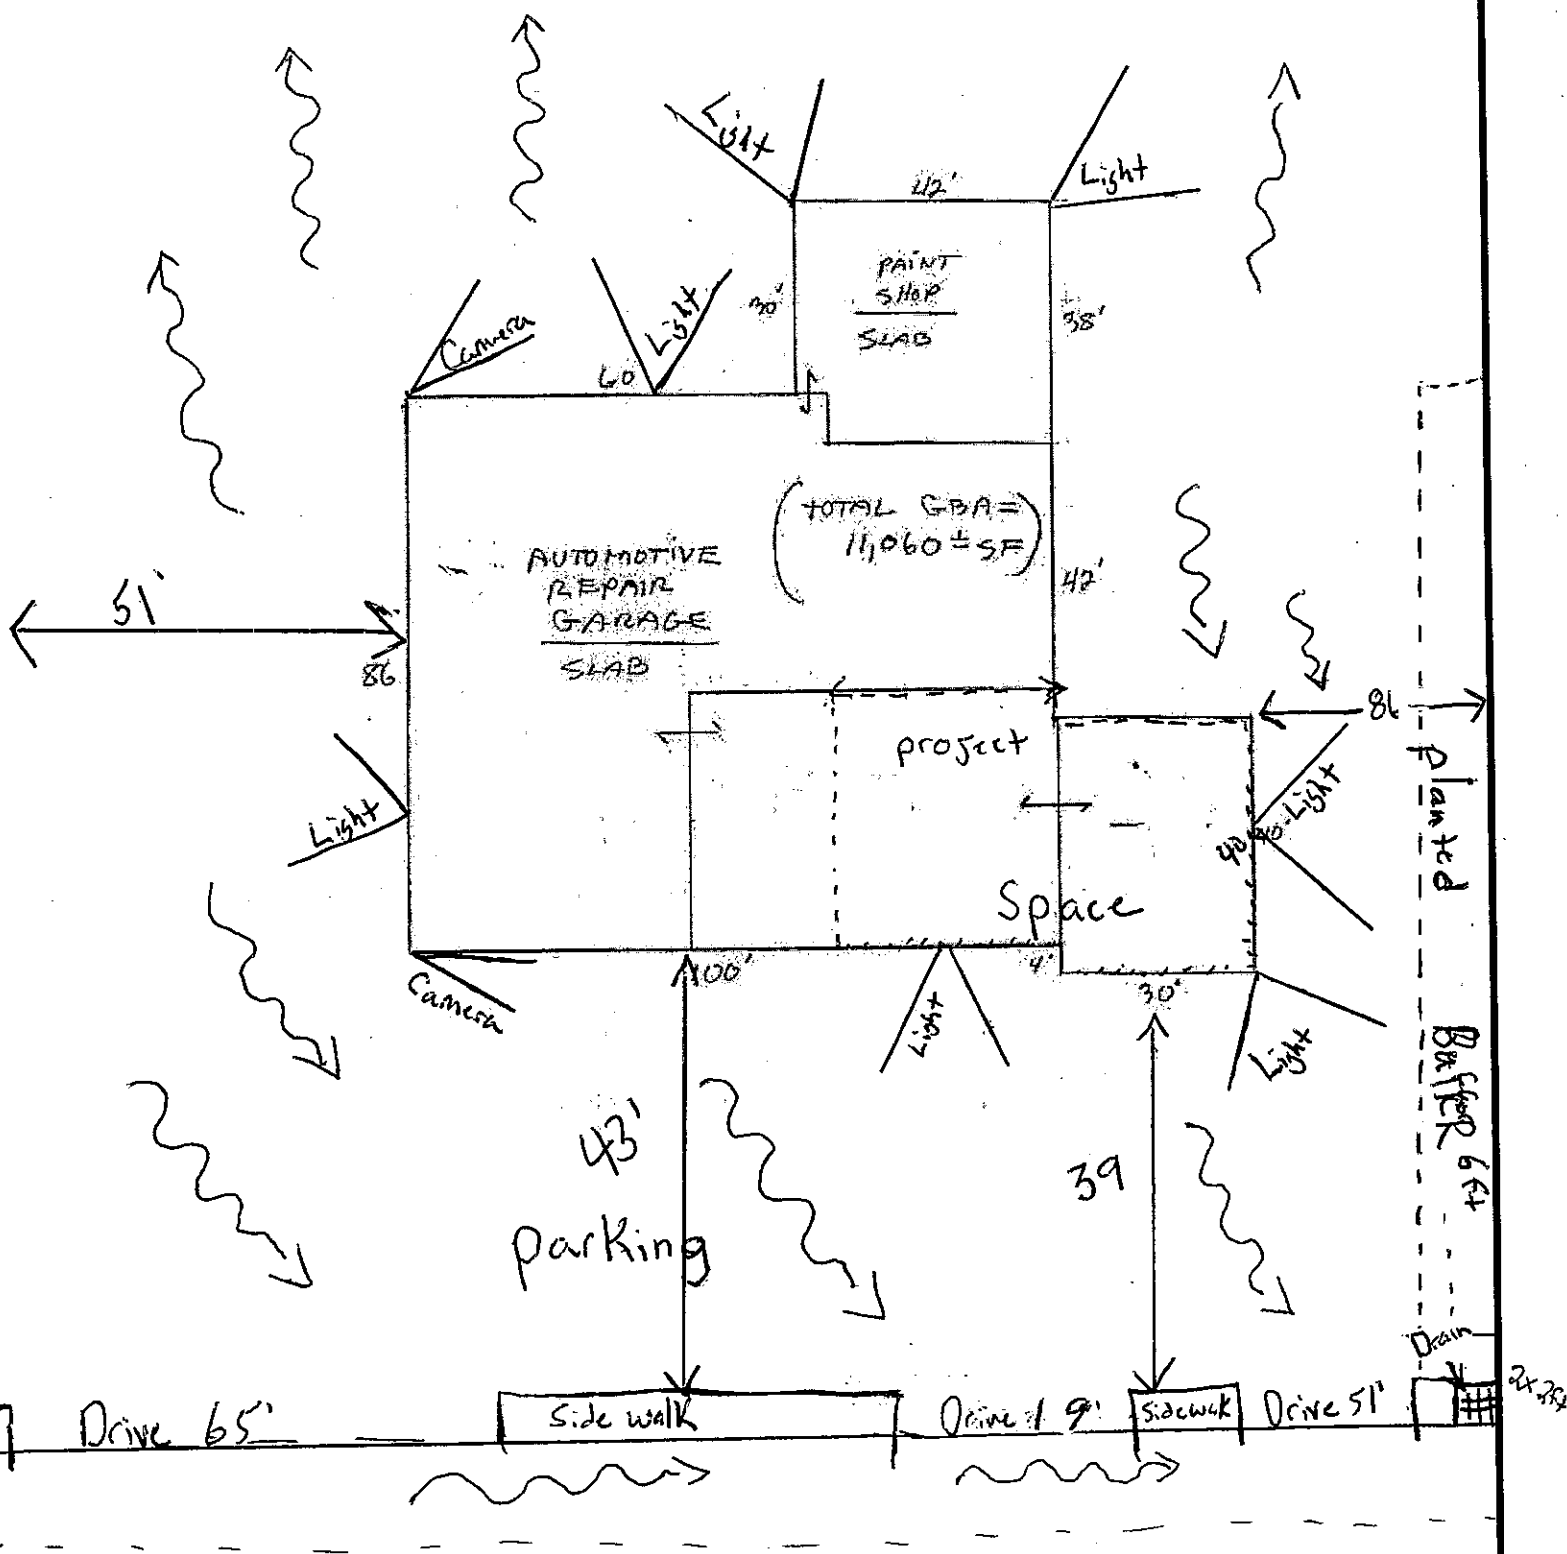 Light
42'
Light
PAINT
SHOP
SLAB
30'
38'
Camera
Light
60
(TOTAL GBA =
11,060 ± SF)
AUTOMOTIVE
REPAIR
GARAGE
SLAB
51'
42'
86
86
project
planted
Light
Light
40
40
Space
100'
4'
30'
Camera
Light
Light
BuffeR 6ft
43'
39
parking
Drain
Drive 65'
Side walk
Drive 19'
Sidewalk
Drive 51'